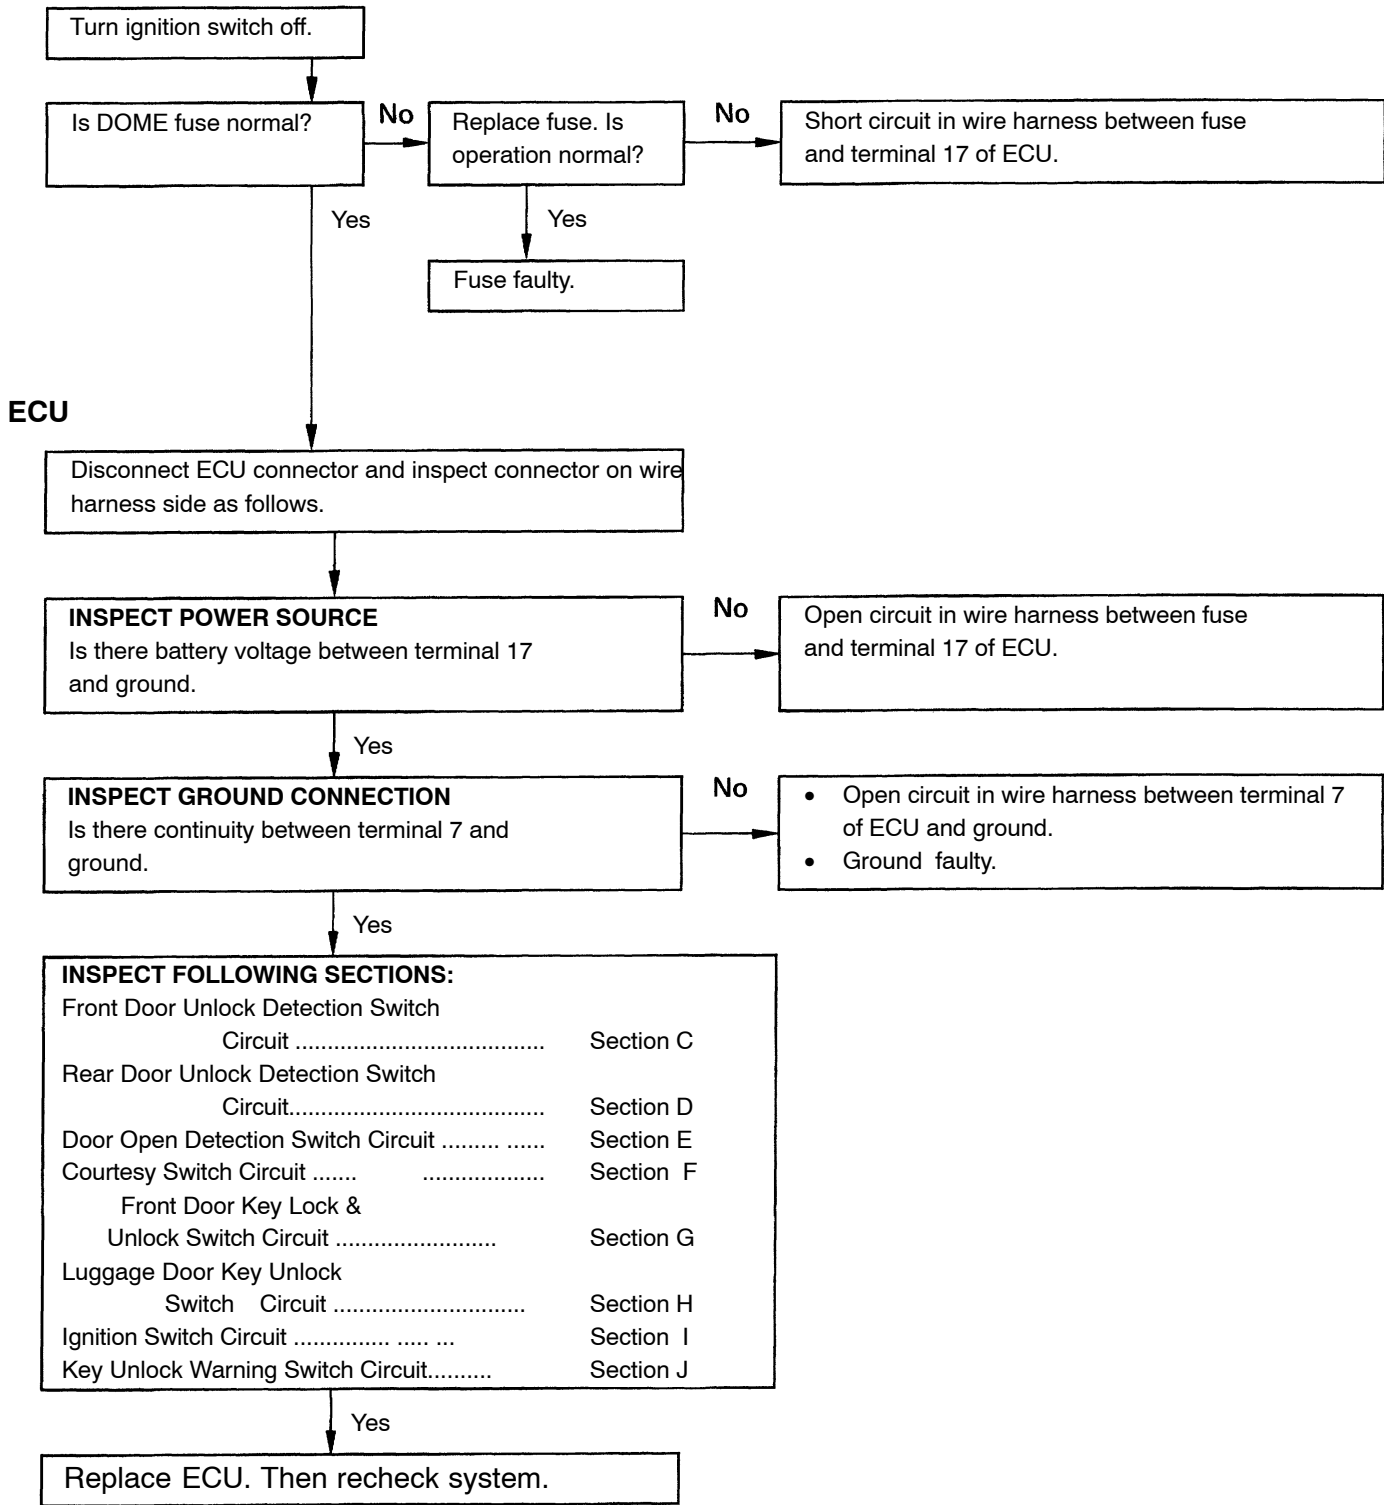 Turn ignition switch off.
Is DOME fuse normal?
No
Replace fuse. Is
operation normal?
No
Short circuit in wire harness between fuse
and terminal 17 of ECU.
Yes
Yes
Fuse faulty.
ECU
Disconnect ECU connector and inspect connector on wire
harness side as follows.
INSPECT POWER SOURCE
Is there battery voltage between terminal 17
and ground.
No
Open circuit in wire harness between fuse
and terminal 17 of ECU.
Yes
INSPECT GROUND CONNECTION
Is there continuity between terminal 7 and
ground.
No
• Open circuit in wire harness between terminal 7
of ECU and ground.
• Ground faulty.
Yes
INSPECT FOLLOWING SECTIONS:
Front Door Unlock Detection Switch
Circuit ....................................... Section C
Rear Door Unlock Detection Switch
Circuit........................................ Section D
Door Open Detection Switch Circuit ......... ...... Section E
Courtesy Switch Circuit ....... ................... Section F
Front Door Key Lock &
Unlock Switch Circuit ......................... Section G
Luggage Door Key Unlock
Switch Circuit .............................. Section H
Ignition Switch Circuit ............... ..... ... Section I
Key Unlock Warning Switch Circuit.......... Section J
Yes
Replace ECU. Then recheck system.